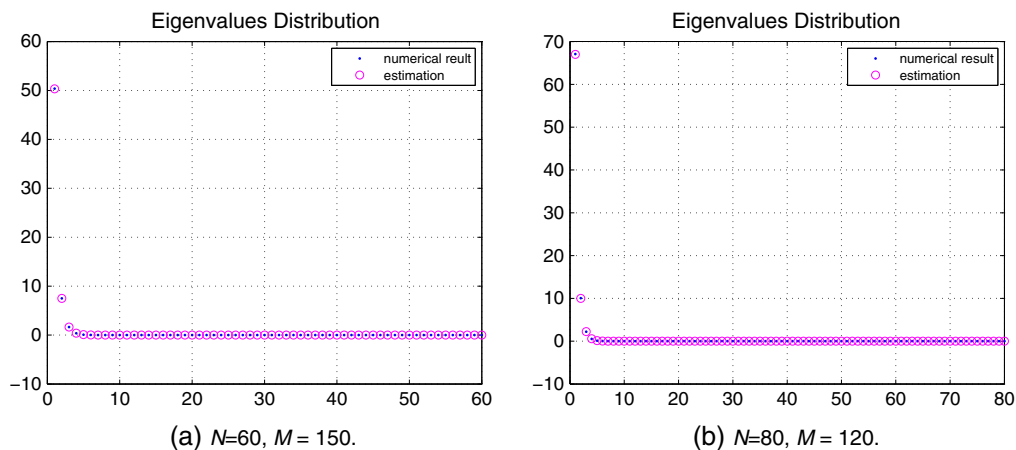 Eigenvalues Distribution
60
50
40
30
20
10
0
−10
0 10 20 30 40 50 60
numerical reult
estimation
(a) N=60, M = 150.
Eigenvalues Distribution
70
60
50
40
30
20
10
0
−10
0 10 20 30 40 50 60 70 80
numerical result
estimation
(b) N=80, M = 120.